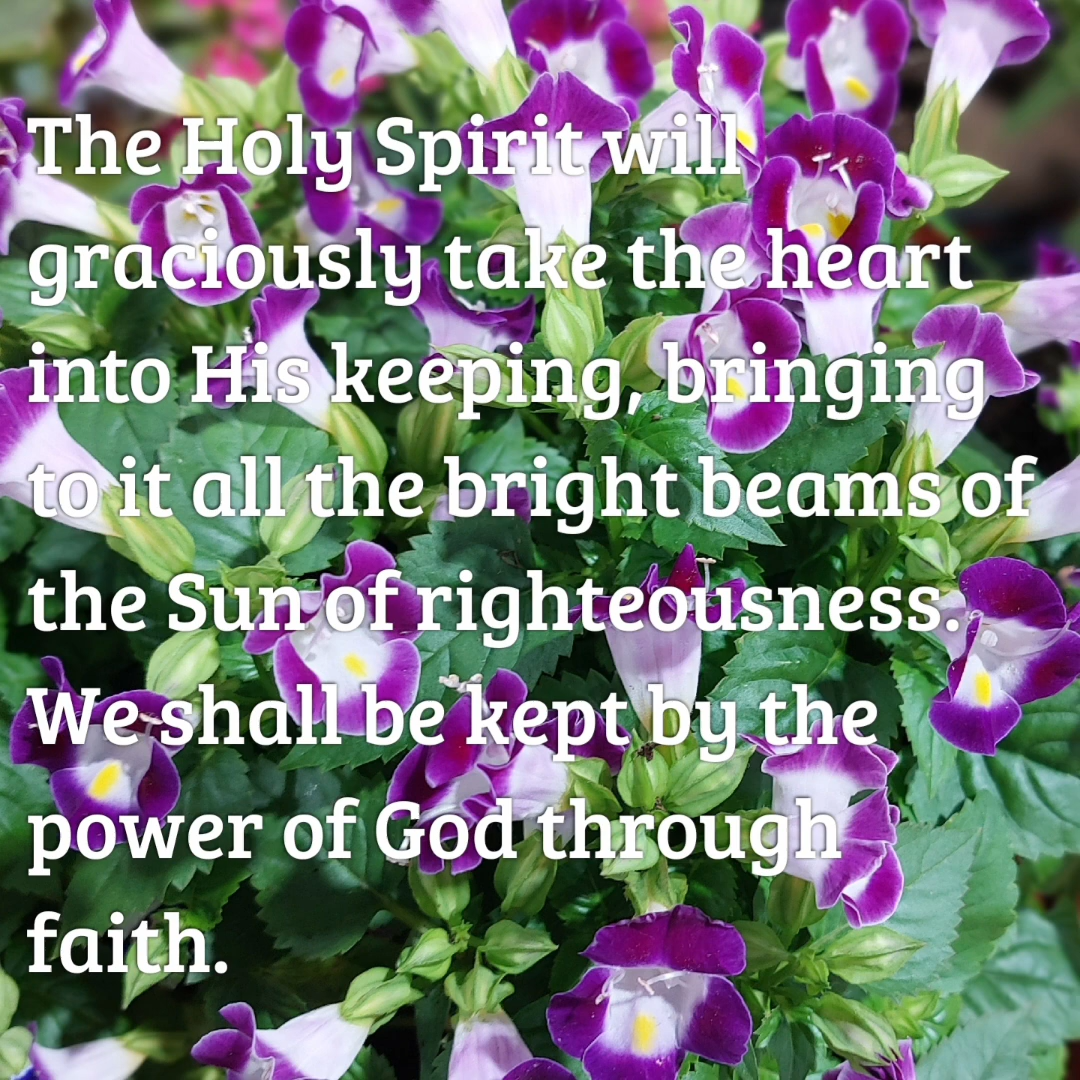 The Holy Spirit will
graciously take the heart
into His keeping, bringing
to it all the bright beams of
the Sun of righteousness.
We shall be kept by the
power of God through
faith.